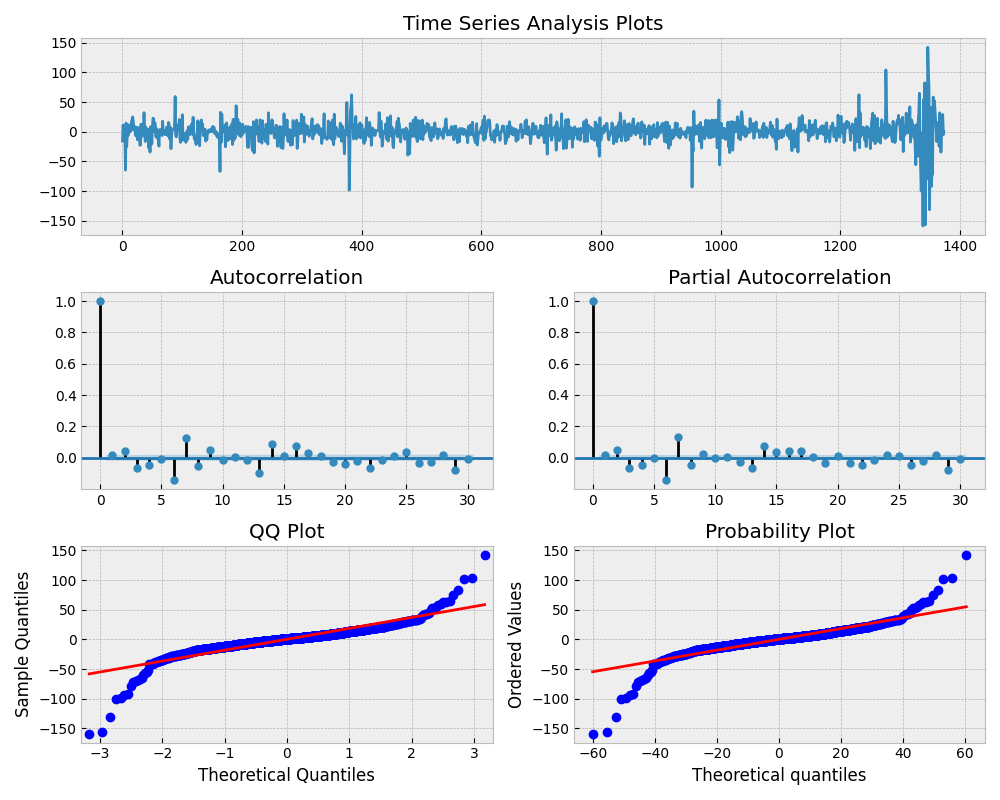 Time Series Analysis Plots
150
100
50
0
−50
−100
−150
0 200 400 600 800 1000 1200 1400
Autocorrelation
1.0
0.8
0.6
0.4
0.2
0.0
0 5 10 15 20 25 30
Partial Autocorrelation
1.0
0.8
0.6
0.4
0.2
0.0
0 5 10 15 20 25 30
QQ Plot
Sample Quantiles
150
100
50
0
−50
−100
−150
−3 −2 −1 0 1 2 3
Theoretical Quantiles
Probability Plot
Ordered Values
150
100
50
0
−50
−100
−150
−60 −40 −20 0 20 40 60
Theoretical quantiles